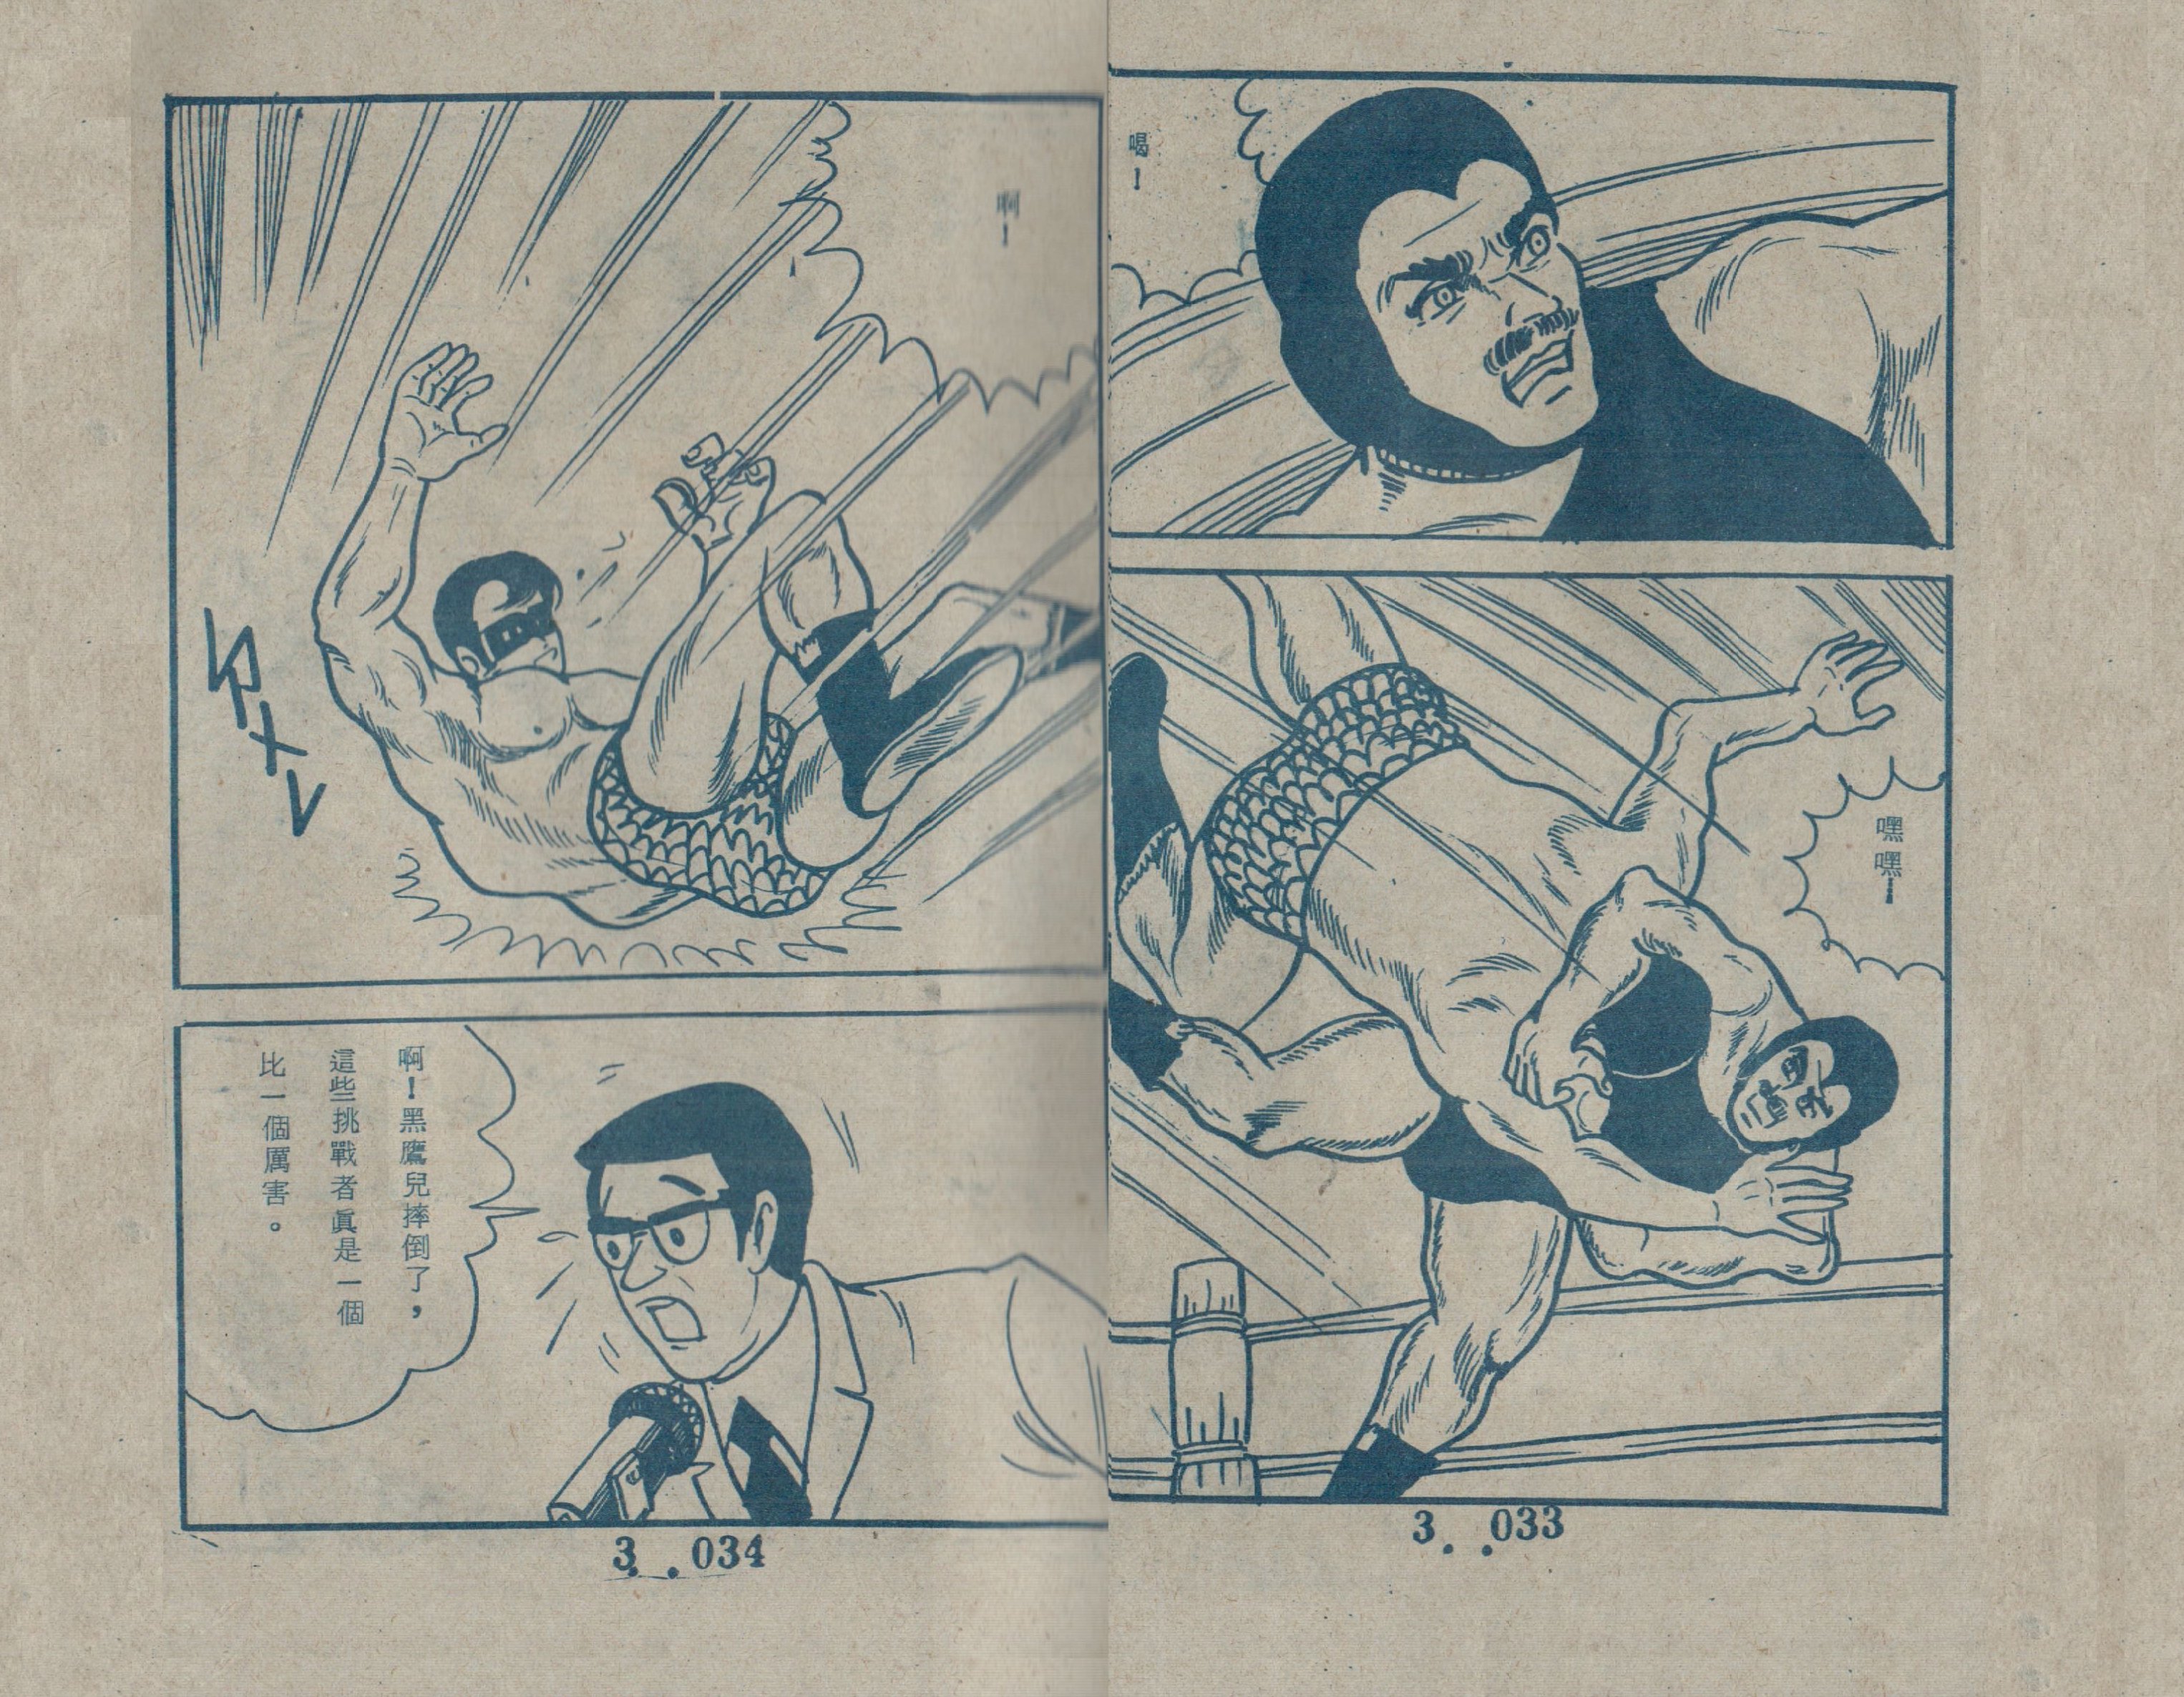 喝！
嘿嘿！
3. .033
啊！
啊！黑鷹兒摔倒了，
這些挑戰者眞是一個
比一個厲害。
3. .034